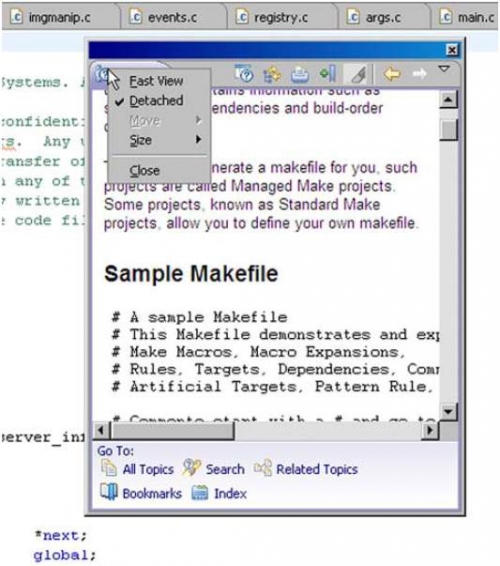 imgmanip.c
events.c
registry.c
args.c
main.c
Systems.
confidenti
s. Any
ransfer of
n any of
written
code fil
server_in
*next;
global;
Fast View
Detached
Move
Size
Close
tains information such as
endencies and build-order
nerate a makefile for you, such
projects are called Managed Make projects.
Some projects, known as Standard Make
projects, allow you to define your own makefile.
Sample Makefile
# A sample Makefile
# This Makefile demonstrates and exp
# Make Macros, Macro Expansions,
# Rules, Targets, Dependencies, Com
# Artificial Targets, Pattern Rule,
# Comments start with a # and go to
Go To:
All Topics Search Related Topics
Bookmarks Index